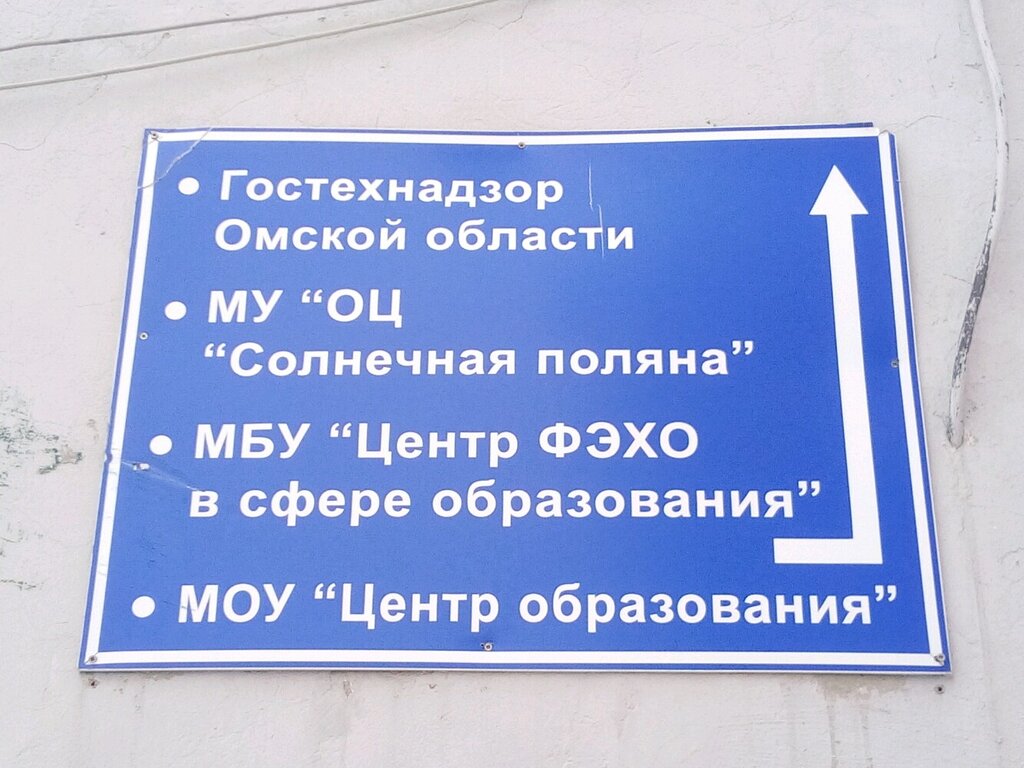 • Гостехнадзор
Омской области
• МУ “ОЦ
“Солнечная поляна”
• МБУ “Центр ФЭХО
в сфере образования”
• МОУ “Центр образования”